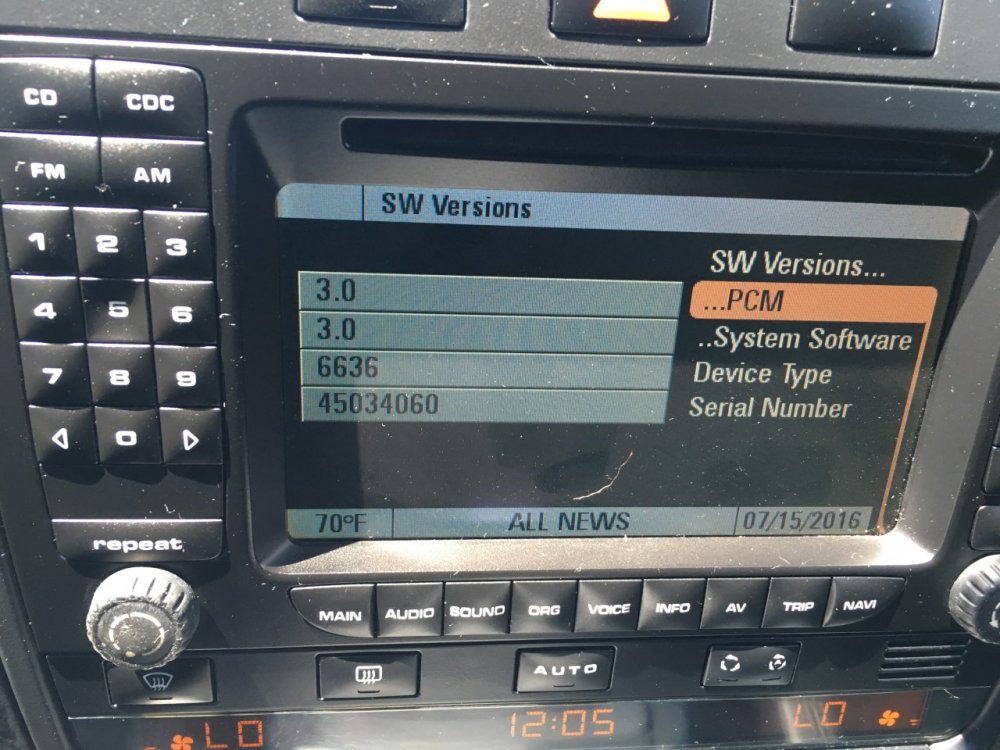 CD CDC
FM AM
1 2 3
4 5 6
7 8 9
0
repeat
SW Versions
SW Versions...
3.0 ...PCM
3.0 ..System Software
6636 Device Type
45034060 Serial Number
70°F ALL NEWS 07/15/2016
MAIN AUDIO SOUND ORG VOICE INFO AV TRIP NAVI
AUTO
LO 12:05 LO